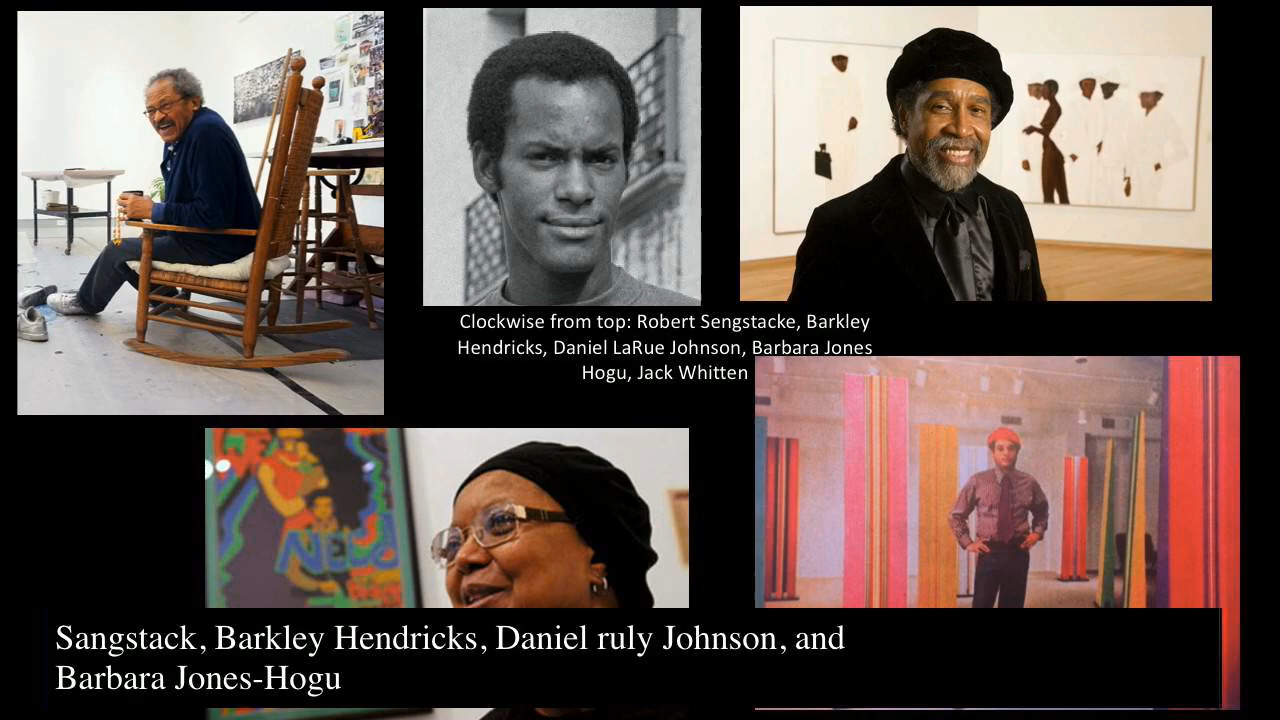 Clockwise from top: Robert Sengstacke, Barkley
Hendricks, Daniel LaRue Johnson, Barbara Jones
Hogu, Jack Whitten
Sangstack, Barkley Hendricks, Daniel ruly Johnson, and
Barbara Jones-Hogu